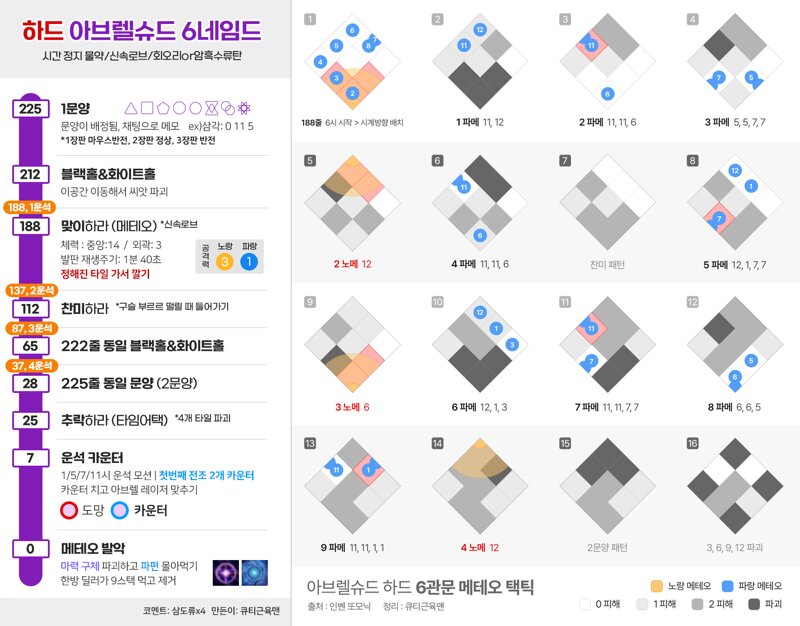 하드 아브렐슈드 6네임드
시간 정지 물약/신속로브/회오리or암흑수류탄
225
1문양
문양이 배정됨, 채팅으로 메모 ex)삼각: 0 11 5
*1장판 마우스반전, 2장판 정상, 3장판 반전
212
블랙홀&화이트홀
이공간 이동해서 씨앗 파괴
188, 1운석
188
맞이하라 (메테오) *신속로브
체력 : 중앙:14 / 외곽: 3
발판 재생주기: 1분 40초
정해진 타일 가서 깔기
공격력
노랑 파랑
3 1
137, 2운석
112
찬미하라 *구슬 부르르 떨릴 때 들어가기
87, 3운석
65
222줄 동일 블랙홀&화이트홀
37, 4운석
28
225줄 동일 문양 (2문양)
25
추락하라 (타임어택) *4개 타일 파괴
7
운석 카운터
1/5/7/11시 운석 모션 | 첫번째 전조 2개 카운터
카운터 치고 아브렐 레이저 맞추기
도망 카운터
0
메테오 발악
마력 구체 파괴하고 파편 몰아먹기
한방 딜러가 9스택 먹고 제거
코멘트: 삼도류x4 만든이: 큐티근육맨
1
6
5 7
8
4
3
2
188줄 6시 시작 > 시계방향 배치
2
12
11
1 파메 11, 12
3
11
6
2 파메 11, 11, 6
4
7 5
3 파메 5, 5, 7, 7
5
2 노메 12
6
11
6
4 파메 11, 11, 6
7
찬미 패턴
8
12
1
7
5 파메 12, 1, 7, 7
9
3 노메 6
10
12
1
3
6 파메 12, 1, 3
11
11
7
7 파메 11, 11, 7, 7
12
5
6
8 파메 6, 6, 5
13
11 1
9 파메 11, 11, 1, 1
14
4 노메 12
15
2문양 패턴
16
3, 6, 9, 12 파괴
아브렐슈드 하드 6관문 메테오 택틱
출처 : 인벤 또모닉 정리 : 큐티근육맨
노랑 메테오 파랑 메테오
0 피해 1 피해 2 피해 파괴